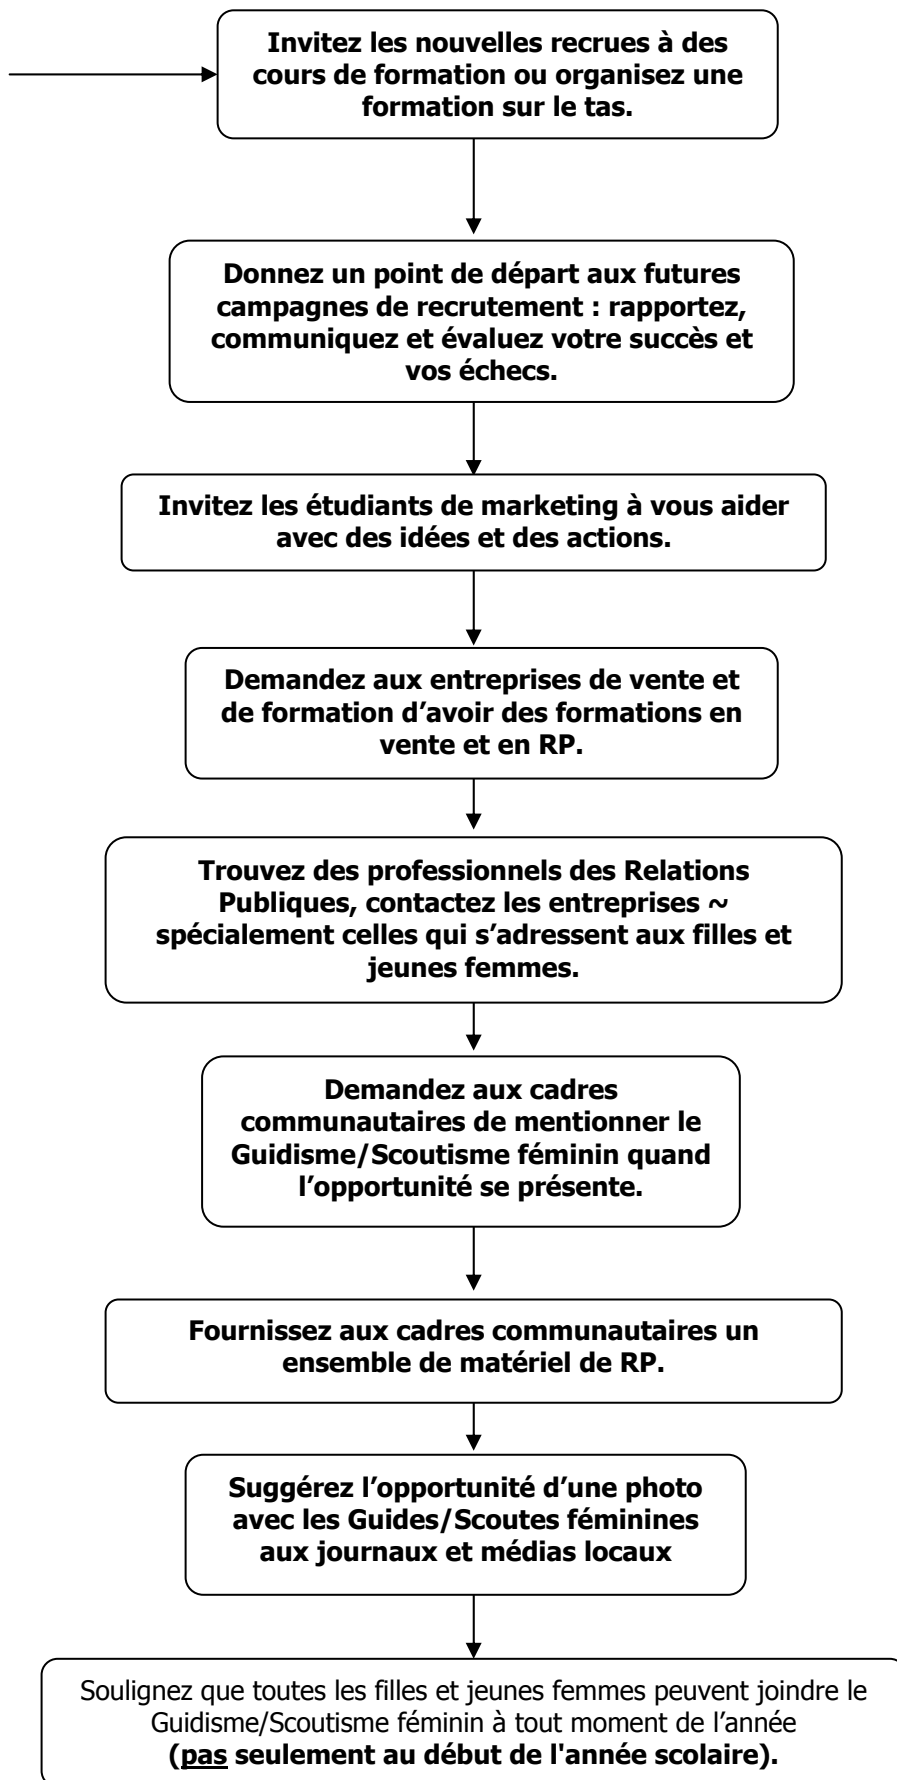 Invitez les nouvelles recrues à des
cours de formation ou organisez une
formation sur le tas.
Donnez un point de départ aux futures
campagnes de recrutement : rapportez,
communiquez et évaluez votre succès et
vos échecs.
Invitez les étudiants de marketing à vous aider
avec des idées et des actions.
Demandez aux entreprises de vente et
de formation d’avoir des formations en
vente et en RP.
Trouvez des professionnels des Relations
Publiques, contactez les entreprises ~
spécialement celles qui s’adressent aux filles et
jeunes femmes.
Demandez aux cadres
communautaires de mentionner le
Guidisme/Scoutisme féminin quand
l’opportunité se présente.
Fournissez aux cadres communautaires un
ensemble de matériel de RP.
Suggérez l’opportunité d’une photo
avec les Guides/Scoutes féminines
aux journaux et médias locaux
Soulignez que toutes les filles et jeunes femmes peuvent joindre le
Guidisme/Scoutisme féminin à tout moment de l’année
(pas seulement au début de l'année scolaire).